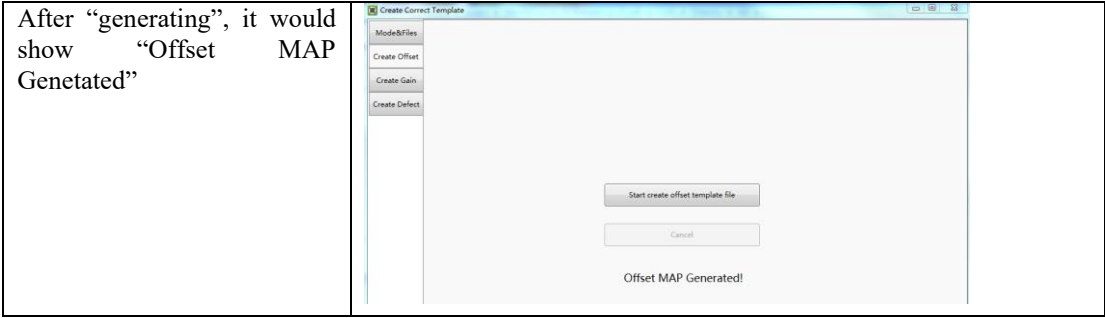 After “generating”, it would
show “Offset MAP
Genetated”
Create Correct Template
Mode&Files
Create Offset
Create Gain
Create Defect
Start create offset template file
Cancel
Offset MAP Generated!